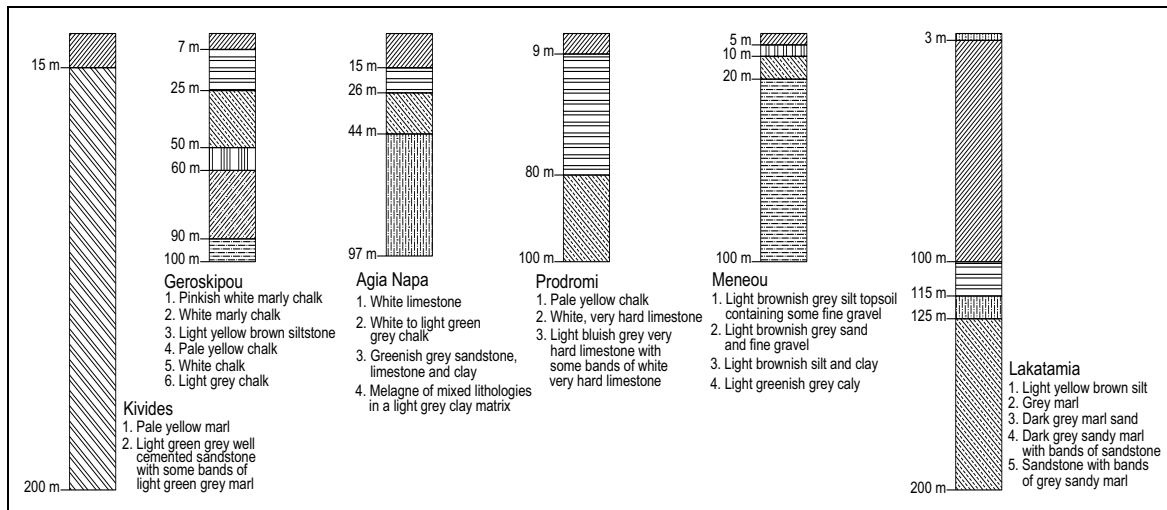 15 m
200 m
Kivides
1. Pale yellow marl
2. Light green grey well
cemented sandstone
with some bands of
light green grey marl
7 m
25 m
50 m
60 m
90 m
100 m
Geroskipou
1. Pinkish white marly chalk
2. White marly chalk
3. Light yellow brown siltstone
4. Pale yellow chalk
5. White chalk
6. Light grey chalk
15 m
26 m
44 m
97 m
Agia Napa
1. White limestone
2. White to light green
grey chalk
3. Greenish grey sandstone,
limestone and clay
4. Melagne of mixed lithologies
in a light grey clay matrix
9 m
80 m
100 m
Prodromi
1. Pale yellow chalk
2. White, very hard limestone
3. Light bluish grey very
hard limestone with
some bands of white
very hard limestone
5 m
10 m
20 m
100 m
Meneou
1. Light brownish grey silt topsoil
containing some fine gravel
2. Light brownish grey sand
and fine gravel
3. Light brownish silt and clay
4. Light greenish grey caly
3 m
100 m
115 m
125 m
200 m
Lakatamia
1. Light yellow brown silt
2. Grey marl
3. Dark grey marl sand
4. Dark grey sandy marl
with bands of sandstone
5. Sandstone with bands
of grey sandy marl